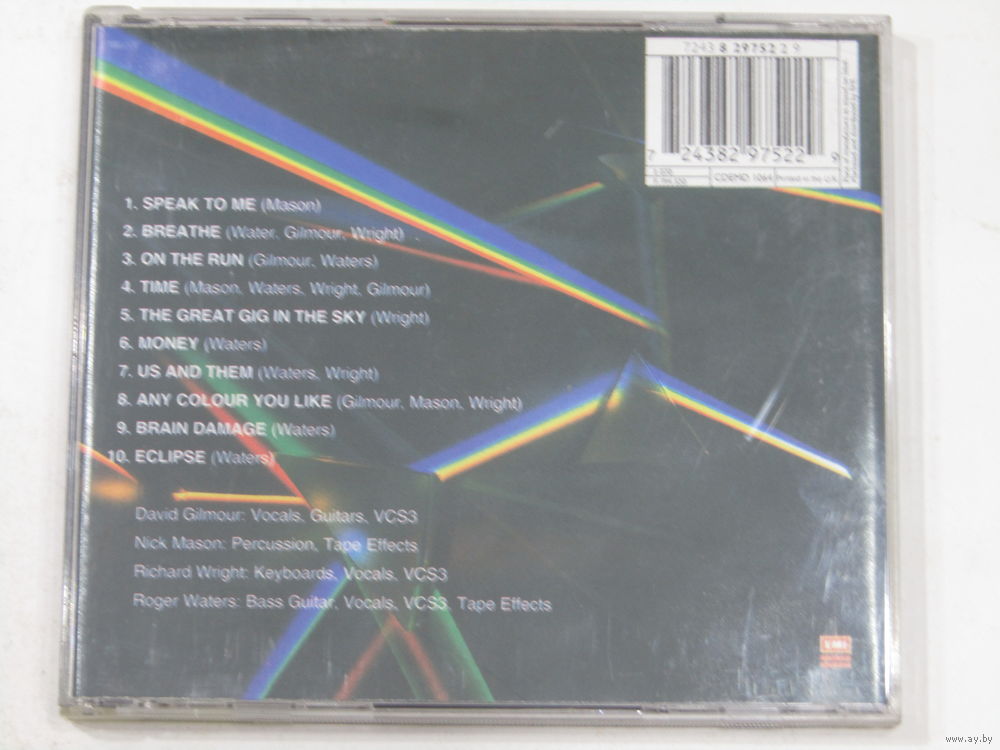 7243 8 29752 2 9
7 24382 97522 9
CDEMD 1064
Printed in the U.K.
1. SPEAK TO ME (Mason)
2. BREATHE (Water, Gilmour, Wright)
3. ON THE RUN (Gilmour, Waters)
4. TIME (Mason, Waters, Wright, Gilmour)
5. THE GREAT GIG IN THE SKY (Wright)
6. MONEY (Waters)
7. US AND THEM (Waters, Wright)
8. ANY COLOUR YOU LIKE (Gilmour, Mason, Wright)
9. BRAIN DAMAGE (Waters)
10. ECLIPSE (Waters)
David Gilmour: Vocals, Guitars, VCS3
Nick Mason: Percussion, Tape Effects
Richard Wright: Keyboards, Vocals, VCS3
Roger Waters: Bass Guitar, Vocals, VCS3, Tape Effects
EMI
www.ay.by